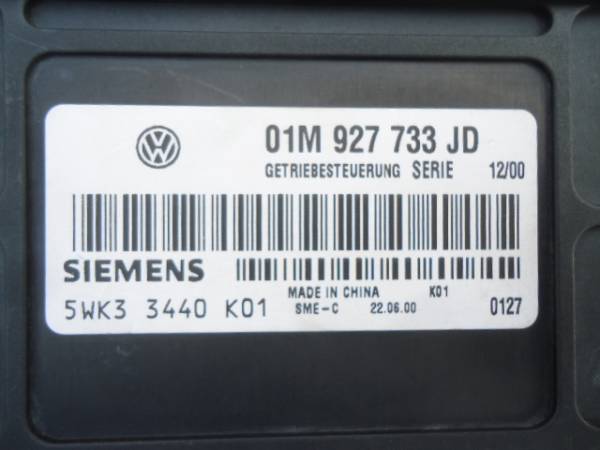 01M 927 733 JD
GETRIEBESTEUERUNG SERIE 12/00
SIEMENS
MADE IN CHINA K01
5WK3 3440 K01 SME-C 22.06.00 0127